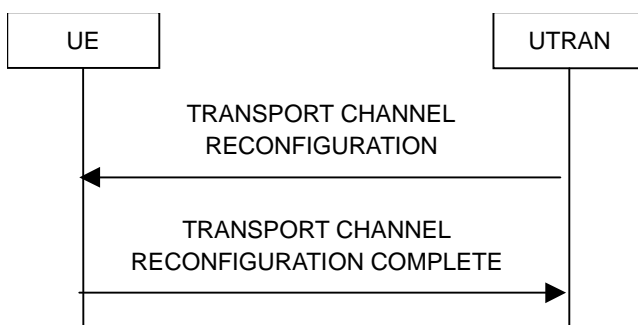 UE
UTRAN
TRANSPORT CHANNEL
RECONFIGURATION
TRANSPORT CHANNEL
RECONFIGURATION COMPLETE